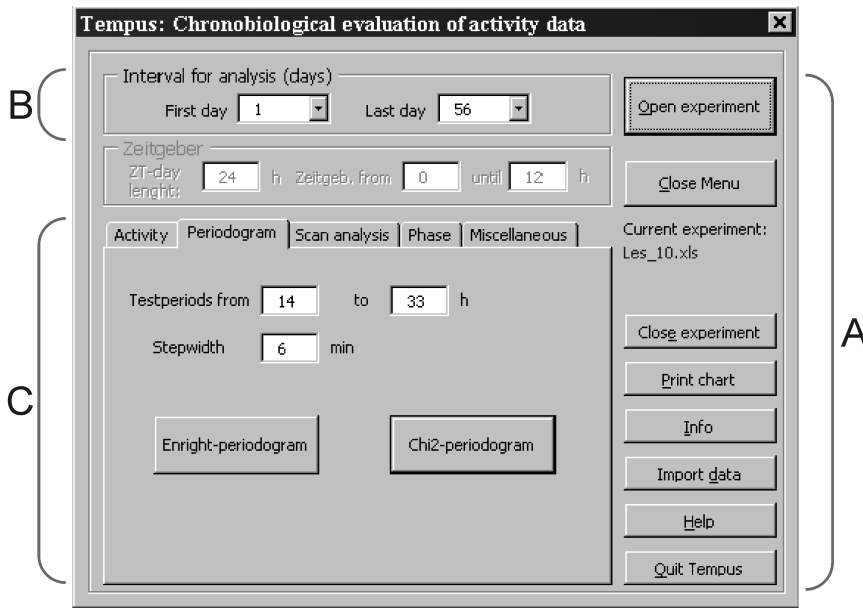 Tempus: Chronobiological evaluation of activity data
B
Interval for analysis (days)
First day 1 Last day 56
Open experiment
Zeitgeber
ZT-day lenght: 24 h Zeitgeb. from 0 until 12 h
Close Menu
Activity Periodogram Scan analysis Phase Miscellaneous
Current experiment:
Les_10.xls
Testperiods from 14 to 33 h
Stepwidth 6 min
Close experiment
A
Print chart
C
Enright-periodogram Chi2-periodogram
Info
Import data
Help
Quit Tempus